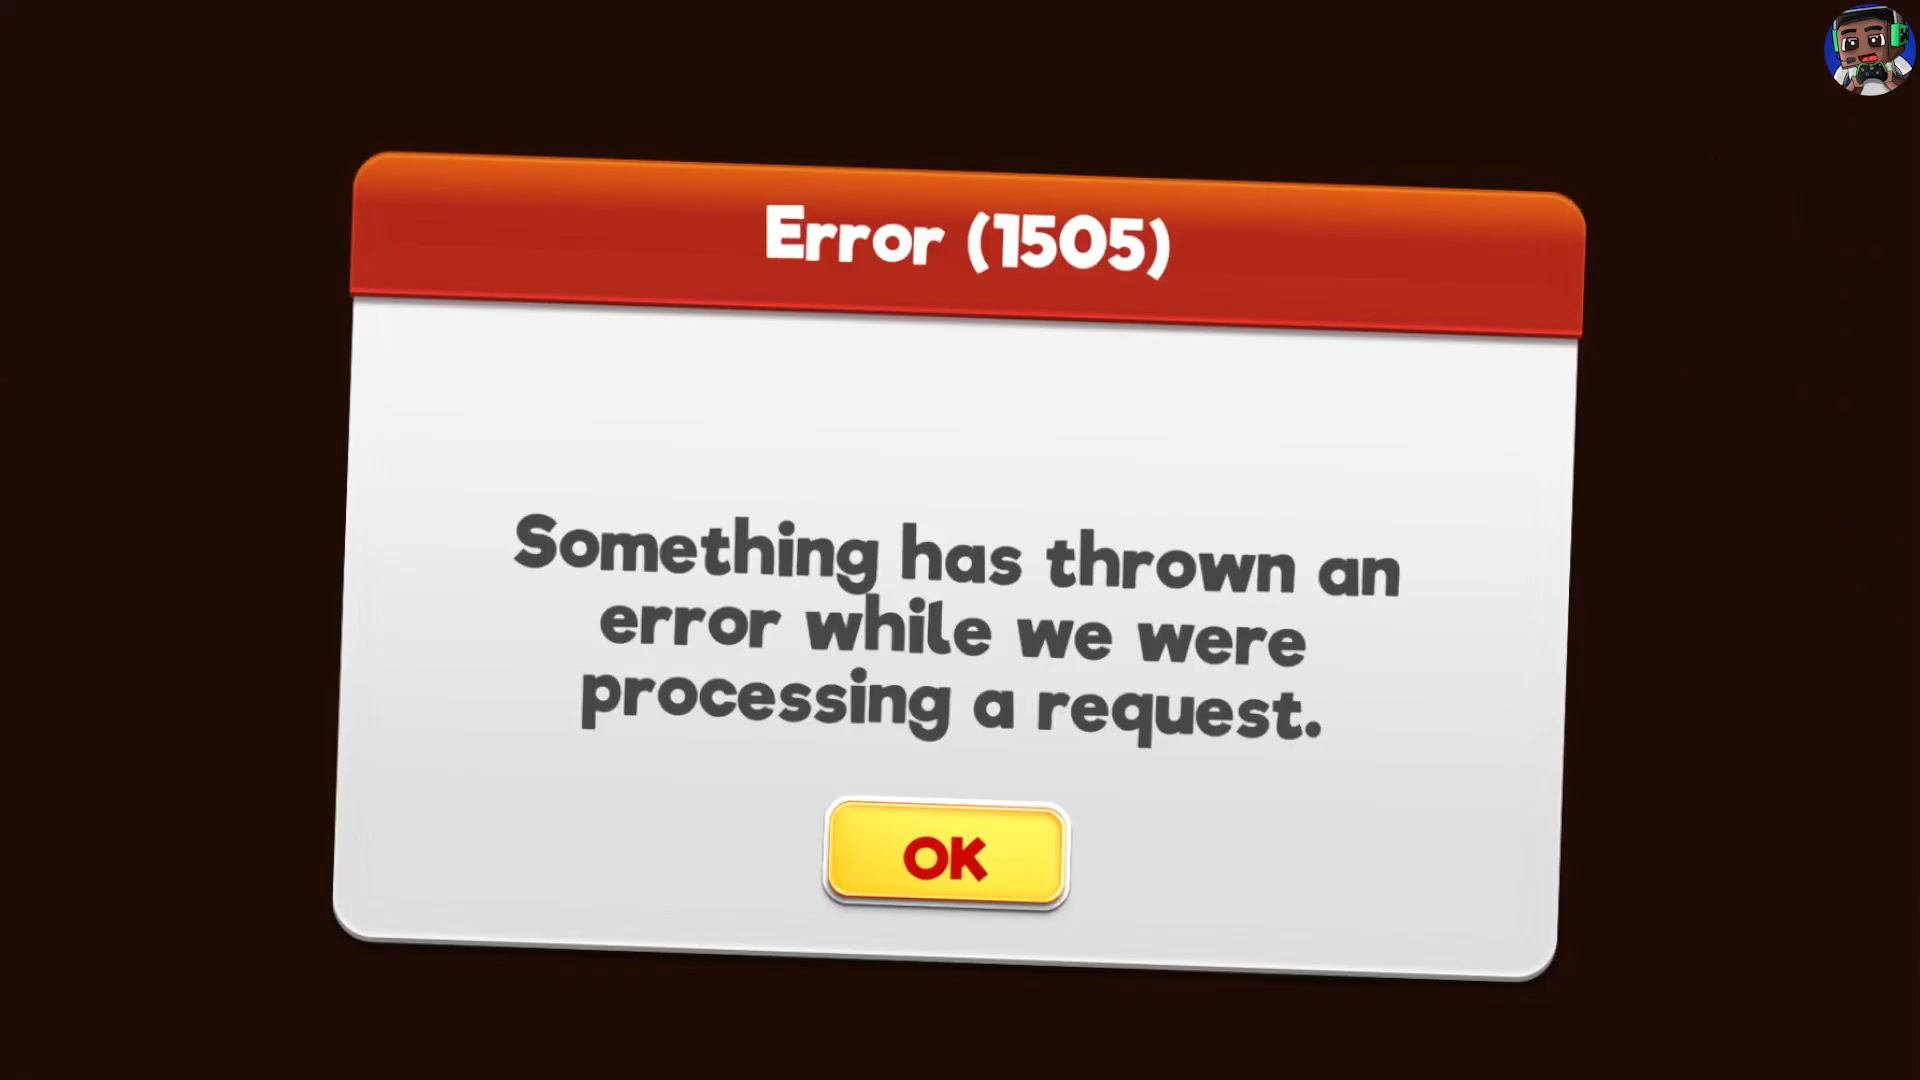 Error (1505)
Something has thrown an
error while we were
processing a request.
OK